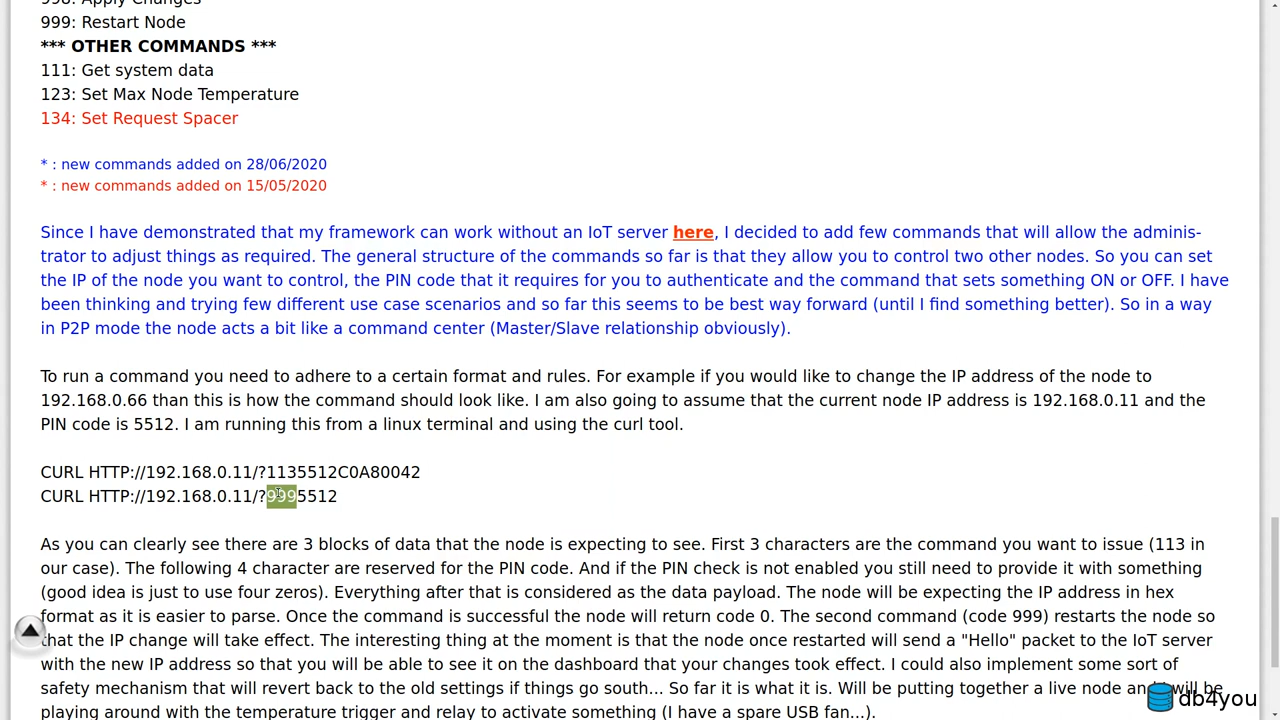 998: Apply Changes
999: Restart Node
*** OTHER COMMANDS ***
111: Get system data
123: Set Max Node Temperature
134: Set Request Spacer
* : new commands added on 28/06/2020
* : new commands added on 15/05/2020
Since I have demonstrated that my framework can work without an IoT server here, I decided to add few commands that will allow the adminis-
trator to adjust things as required. The general structure of the commands so far is that they allow you to control two other nodes. So you can set
the IP of the node you want to control, the PIN code that it requires for you to authenticate and the command that sets something ON or OFF. I have
been thinking and trying few different use case scenarios and so far this seems to be best way forward (until I find something better). So in a way
in P2P mode the node acts a bit like a command center (Master/Slave relationship obviously).
To run a command you need to adhere to a certain format and rules. For example if you would like to change the IP address of the node to
192.168.0.66 than this is how the command should look like. I am also going to assume that the current node IP address is 192.168.0.11 and the
PIN code is 5512. I am running this from a linux terminal and using the curl tool.
CURL HTTP://192.168.0.11/?1135512C0A80042
CURL HTTP://192.168.0.11/?9995512
As you can clearly see there are 3 blocks of data that the node is expecting to see. First 3 characters are the command you want to issue (113 in
our case). The following 4 character are reserved for the PIN code. And if the PIN check is not enabled you still need to provide it with something
(good idea is just to use four zeros). Everything after that is considered as the data payload. The node will be expecting the IP address in hex
format as it is easier to parse. Once the command is successful the node will return code 0. The second command (code 999) restarts the node so
that the IP change will take effect. The interesting thing at the moment is that the node once restarted will send a "Hello" packet to the IoT server
with the new IP address so that you will be able to see it on the dashboard that your changes took effect. I could also implement some sort of
safety mechanism that will revert back to the old settings if things go south... So far it is what it is. Will be putting together a live node and will be
playing around with the temperature trigger and relay to activate something (I have a spare USB fan...).
db4you